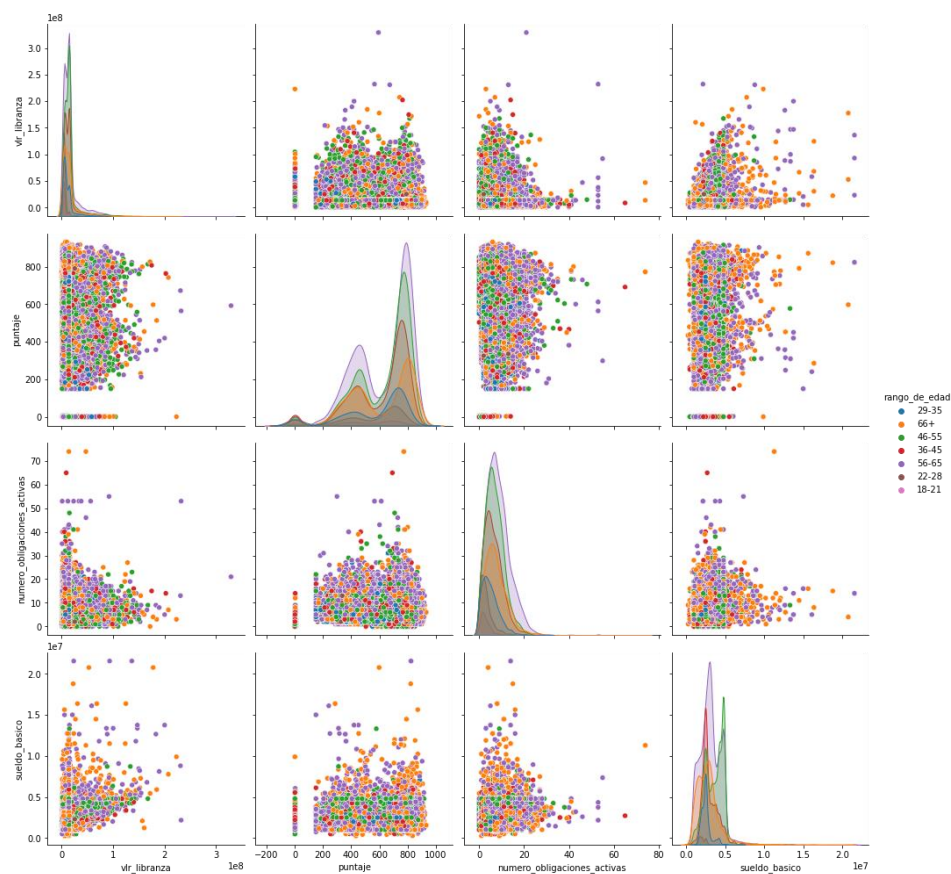 1e8
3.0
2.5
2.0
1.5
1.0
0.5
0.0
vlr_libranza
800
600
400
200
0
puntaje
rango_de_edad
29-35
66+
46-55
36-45
56-65
22-28
18-21
70
60
50
40
30
20
10
0
numero_obligaciones_activas
1e7
2.0
1.5
1.0
0.5
0.0
sueldo_basico
0 1 2 3
1e8
vlr_libranza
−200 0 200 400 600 800 1000
puntaje
0 20 40 60 80
numero_obligaciones_activas
0.0 0.5 1.0 1.5 2.0
1e7
sueldo_basico